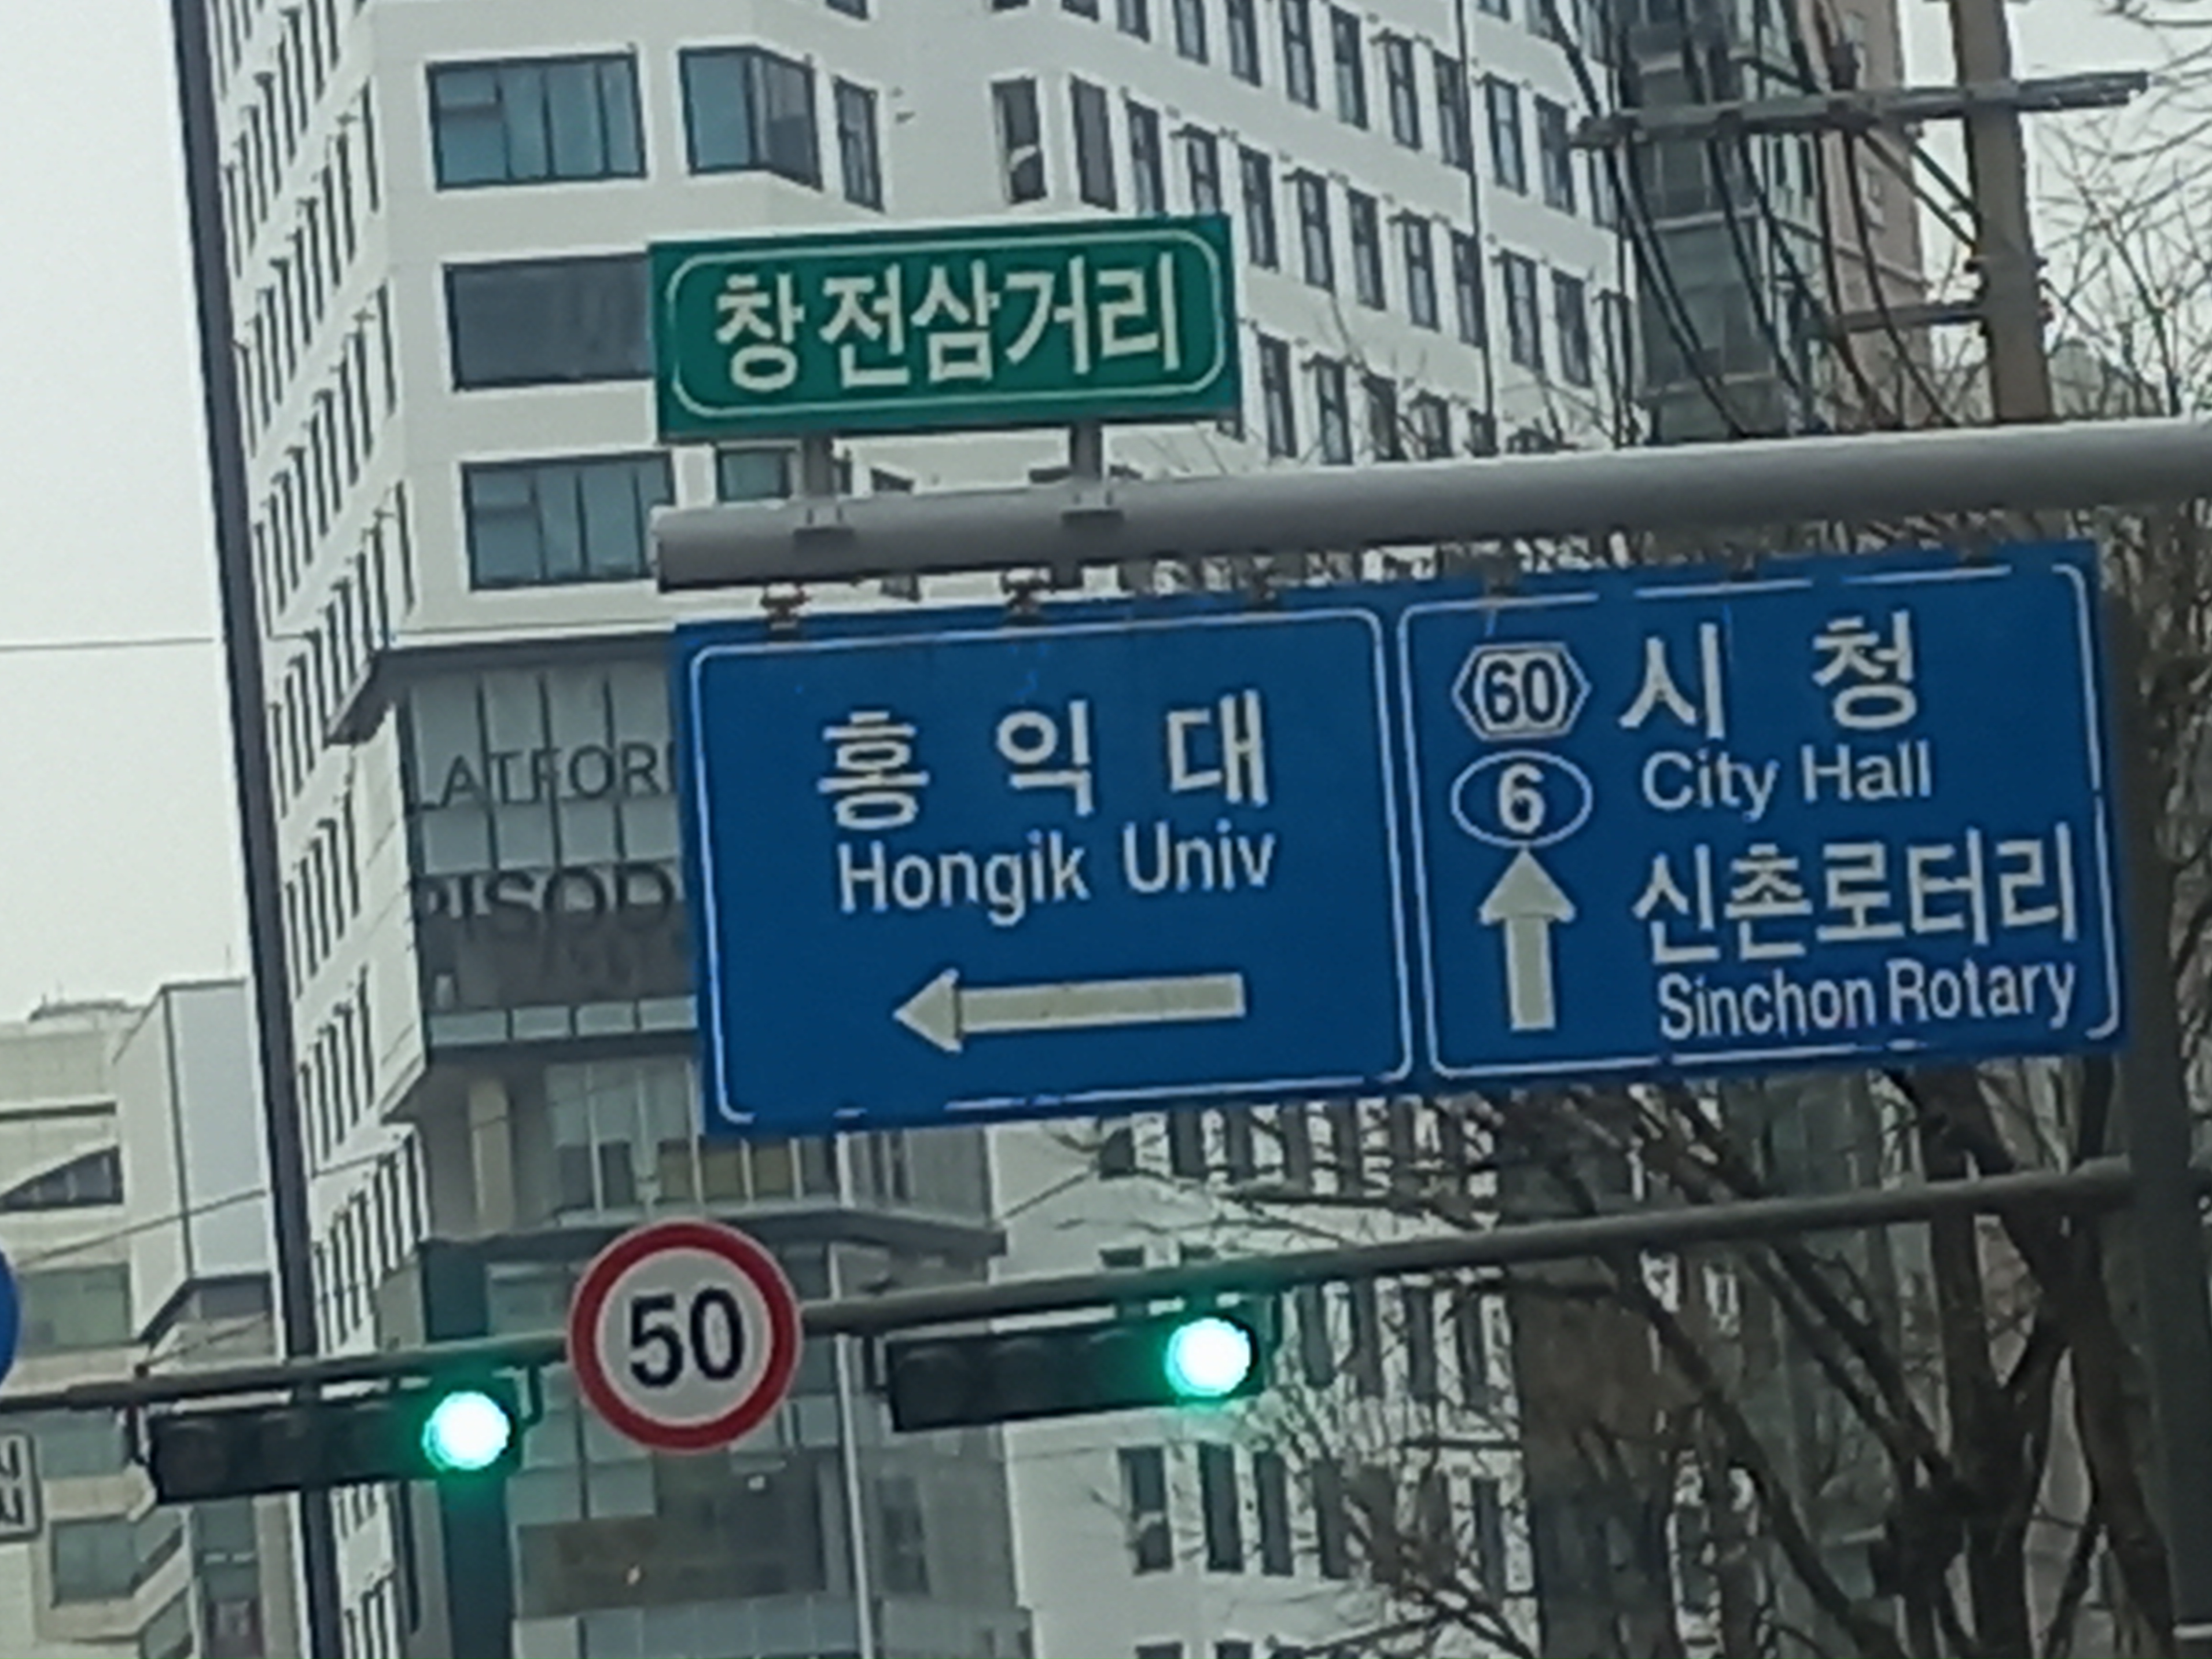 창전삼거리
홍익대
Hongik Univ
60 시청
City Hall
6
신촌로터리
Sinchon Rotary
50